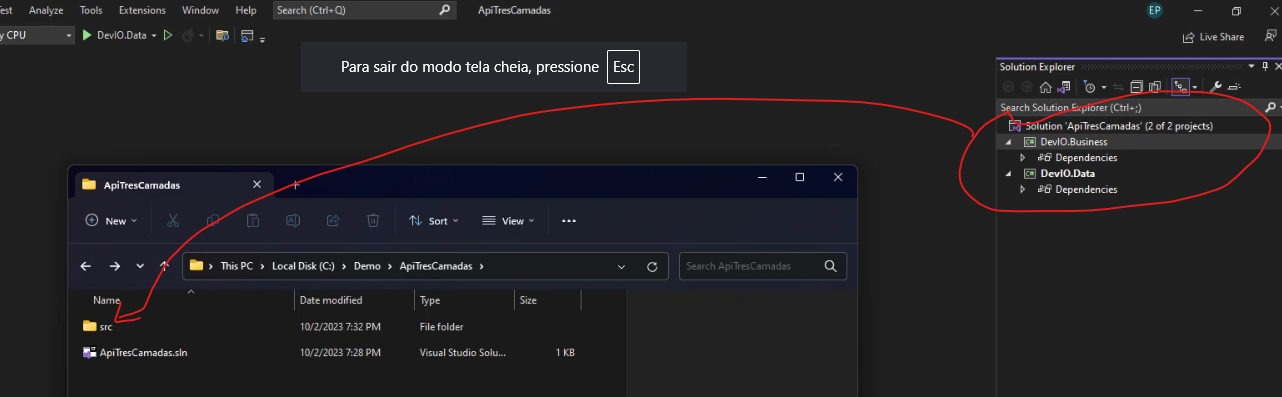 est Analyze Tools Extensions Window Help Search (Ctrl+Q) ApiTresCamadas EP
y CPU DevIO.Data Live Share
Para sair do modo tela cheia, pressione Esc
Solution Explorer
Search Solution Explorer (Ctrl+;)
Solution 'ApiTresCamadas' (2 of 2 projects)
C# DevIO.Business
Dependencies
C# DevIO.Data
Dependencies
ApiTresCamadas
New Sort View
This PC Local Disk (C:) Demo ApiTresCamadas Search ApiTresCamadas
Name Date modified Type Size
src 10/2/2023 7:32 PM File folder
ApiTresCamadas.sln 10/2/2023 7:28 PM Visual Studio Solu... 1 KB